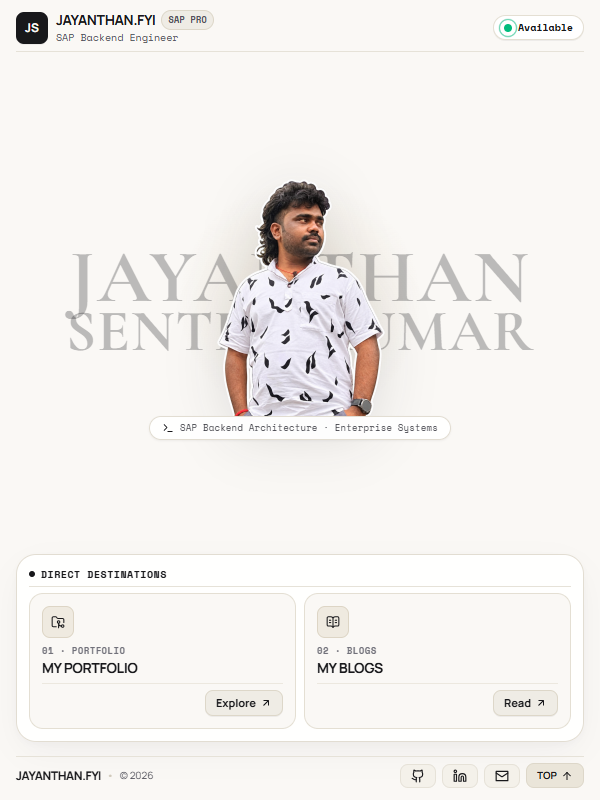 JS
JAYANTHAN.FYI SAP PRO
SAP Backend Engineer
Available
JAYA THAN
SENT UMAR
SAP Backend Architecture · Enterprise Systems
DIRECT DESTINATIONS
01 · PORTFOLIO
MY PORTFOLIO
Explore
02 · BLOGS
MY BLOGS
Read
JAYANTHAN.FYI · © 2026
TOP